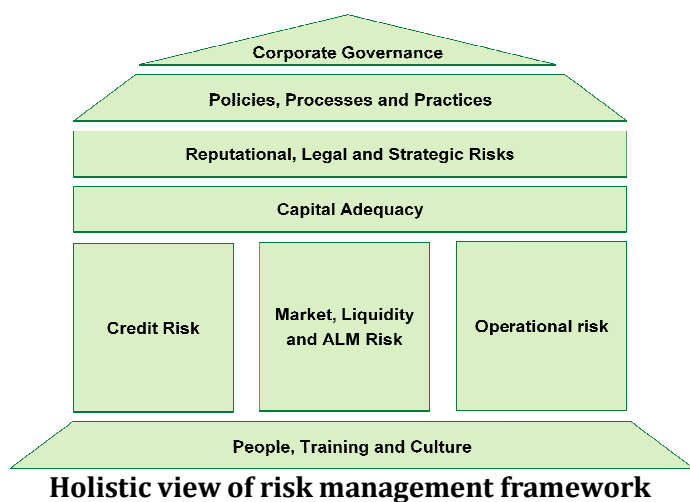 Corporate Governance
Policies, Processes and Practices
Reputational, Legal and Strategic Risks
Capital Adequacy
Credit Risk
Market, Liquidity
and ALM Risk
Operational risk
People, Training and Culture
Holistic view of risk management framework